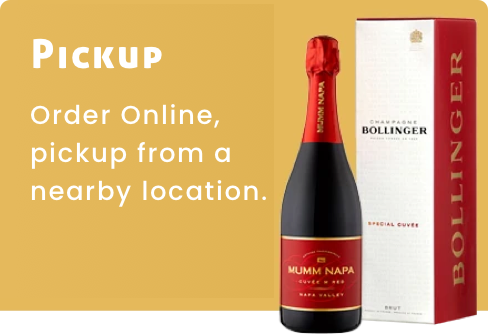 PICKUP
Order Online,
pickup from a
nearby location.
MUMM NAPA
MUMM NAPA
CUVÉE M RED
NAPA VALLEY
CHAMPAGNE
BOLLINGER
SPECIAL CUVÉE
BRUT
BOLLINGER